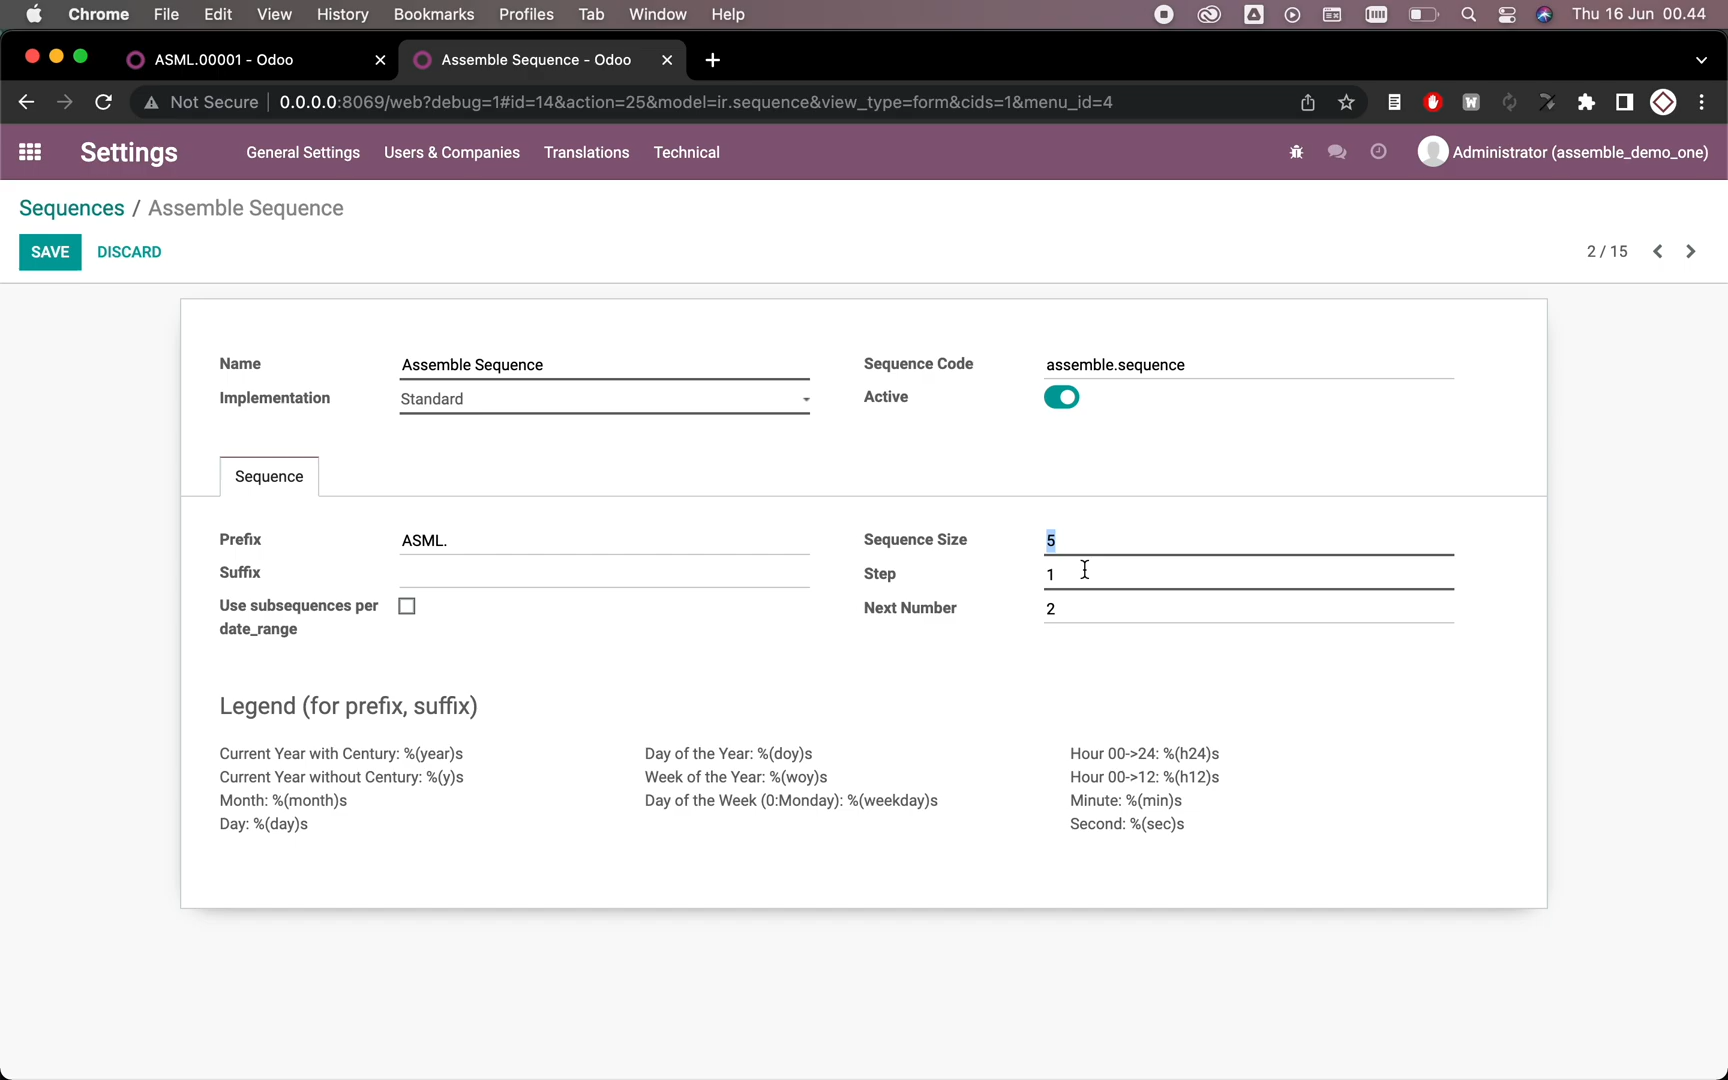 Chrome File Edit View History Bookmarks Profiles Tab Window Help Thu 16 Jun 00.44
ASML.00001 - Odoo Assemble Sequence - Odoo
Not Secure 0.0.0.0:8069/web?debug=1#id=14&action=25&model=ir.sequence&view_type=form&cids=1&menu_id=4
Settings General Settings Users & Companies Translations Technical Administrator (assemble_demo_one)
Sequences / Assemble Sequence
SAVE DISCARD 2 / 15
Name Assemble Sequence Sequence Code assemble.sequence
Implementation Standard Active
Sequence
Prefix ASML. Sequence Size 5
Suffix Step 1
Use subsequences per Next Number 2
date_range
Legend (for prefix, suffix)
Current Year with Century: %(year)s Day of the Year: %(doy)s Hour 00->24: %(h24)s
Current Year without Century: %(y)s Week of the Year: %(woy)s Hour 00->12: %(h12)s
Month: %(month)s Day of the Week (0:Monday): %(weekday)s Minute: %(min)s
Day: %(day)s Second: %(sec)s